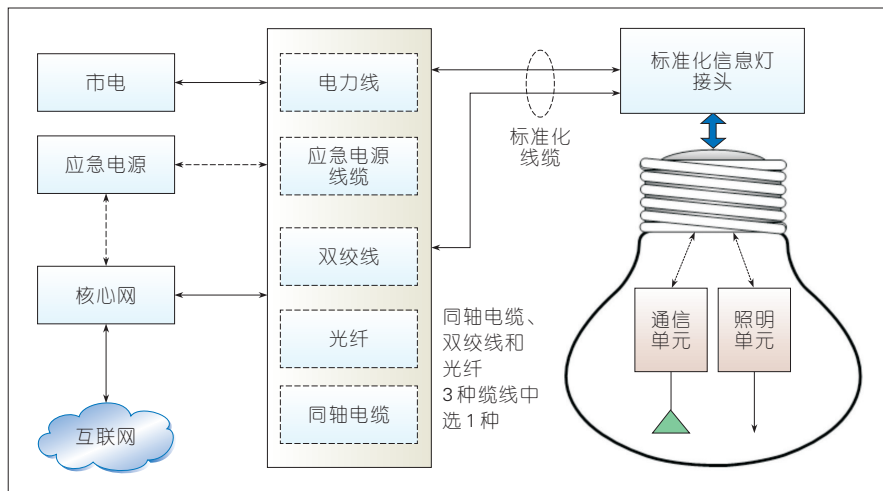 市电
应急电源
核心网
互联网
电力线
应急电源
线缆
双绞线
光纤
同轴电缆
标准化
线缆
同轴电缆、
双绞线和
光纤
3种缆线中
选1种
标准化信息灯
接头
通信
单元
照明
单元